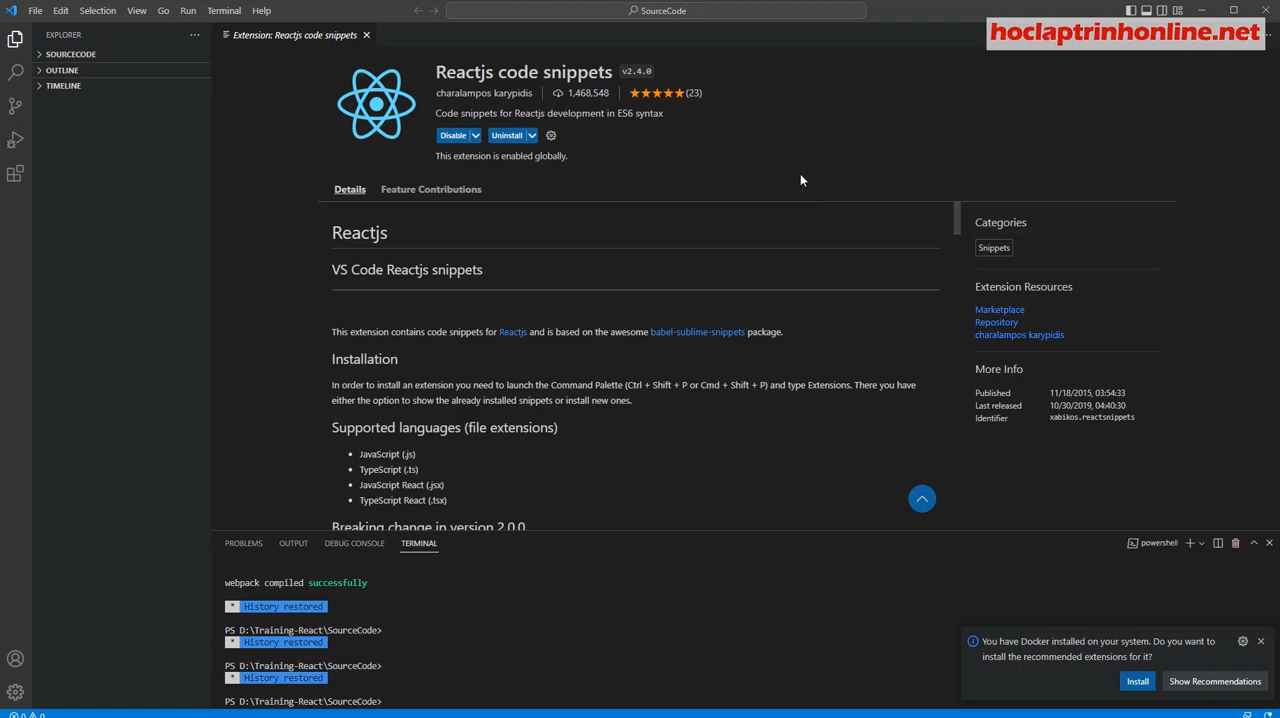 File Edit Selection View Go Run Terminal Help
SourceCode
hoclaptrinhonline.net
EXPLORER
SOURCECODE
OUTLINE
TIMELINE
Extension: Reactjs code snippets
Reactjs code snippets v2.4.0
charalampos karypidis 1,468,548 (23)
Code snippets for Reactjs development in ES6 syntax
Disable Uninstall
This extension is enabled globally.
Details Feature Contributions
Reactjs
VS Code Reactjs snippets
This extension contains code snippets for Reactjs and is based on the awesome babel-sublime-snippets package.
Installation
In order to install an extension you need to launch the Command Palette (Ctrl + Shift + P or Cmd + Shift + P) and type Extensions. There you have
either the option to show the already installed snippets or install new ones.
Supported languages (file extensions)
JavaScript (.js)
TypeScript (.ts)
JavaScript React (.jsx)
TypeScript React (.tsx)
Breaking change in version 2.0.0
Categories
Snippets
Extension Resources
Marketplace
Repository
charalampos karypidis
More Info
Published 11/18/2015, 03:54:33
Last released 10/30/2019, 04:40:30
Identifier xabikos.reactsnippets
PROBLEMS OUTPUT DEBUG CONSOLE TERMINAL
powershell
webpack compiled successfully
* History restored
PS D:\Training-React\SourceCode>
* History restored
PS D:\Training-React\SourceCode>
* History restored
PS D:\Training-React\SourceCode>
You have Docker installed on your system. Do you want to
install the recommended extensions for it?
Install Show Recommendations
0 0